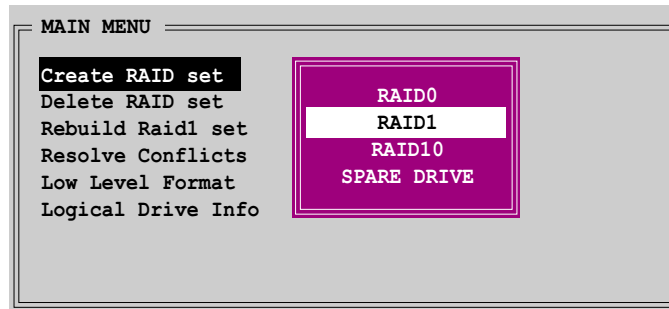 MAIN MENU
Create RAID set
Delete RAID set
Rebuild Raid1 set
Resolve Conflicts
Low Level Format
Logical Drive Info
RAID0
RAID1
RAID10
SPARE DRIVE